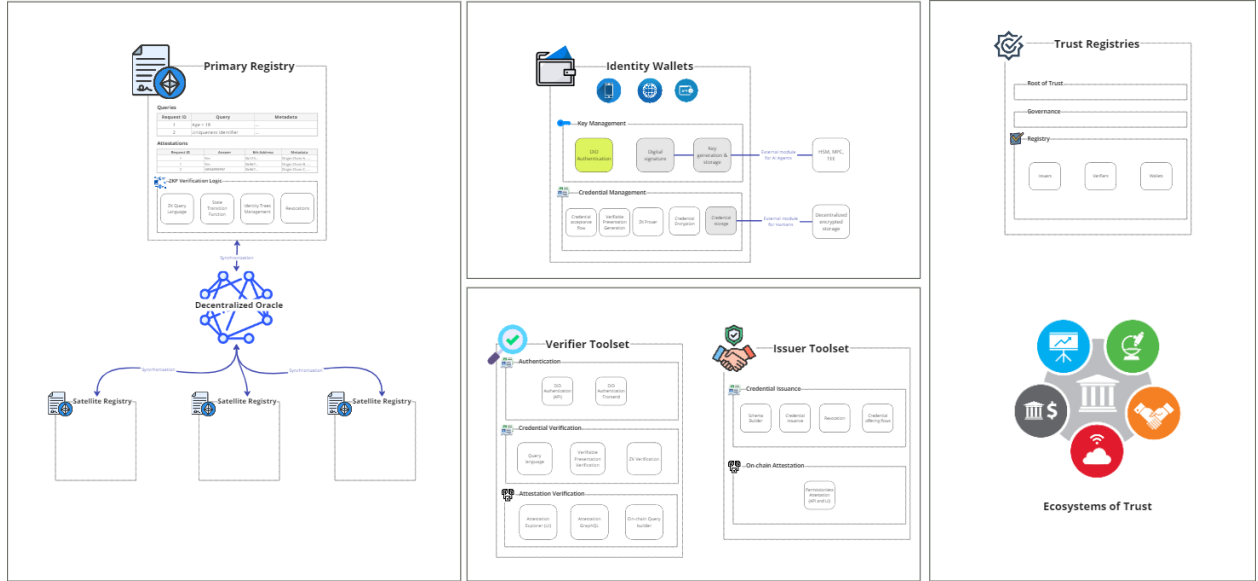 Primary Registry
Queries
Request ID Query Metadata
1 Age > 18 ...
2 Uniqueness Identifier ...
Attestations
Request ID Answer Metadata
ZKP Verification Logic
ZK Query
Language
State
Transition
Function
Identity Trees
Management
Revocations
Synchronization
Decentralized Oracle
Synchronization
Synchronization
Satellite Registry
Satellite Registry
Satellite Registry
Identity Wallets
Key Management
DID
Authentication
Digital
signature
Key
generation &
storage
External module
for AI Agents
HSM, MPC,
TEE
Credential Management
Credential
acceptance
flow
Verifiable
Presentation
Generation
ZK Prover
Credential
Encryption
Credential
storage
External module
for Humans
Decentralized
encrypted
storage
Verifier Toolset
Authentication
DID
Authentication
(API)
DID
Authentication
Frontend
Credential Verification
Query
language
Verifiable
Presentation
Verification
ZK Verification
Attestation Verification
Attestation
Explorer (UI)
Attestation
GraphQL
On-chain Query
builder
Issuer Toolset
Credential Issuance
Schema
Builder
Credential
issuance
Revocation
Credential
offering flows
On-chain Attestation
Permissionless
Attestation
(API and UI)
Trust Registries
Root of Trust
Governance
Registry
Issuers
Verifiers
Wallets
Ecosystems of Trust